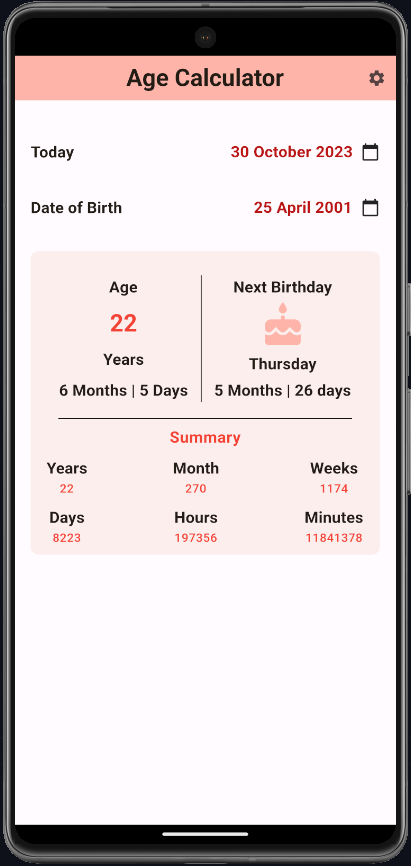 Age Calculator
Today 30 October 2023
Date of Birth 25 April 2001
Age
22
Years
6 Months | 5 Days
Next Birthday
Thursday
5 Months | 26 days
Summary
Years Month Weeks
22 270 1174
Days Hours Minutes
8223 197356 11841378